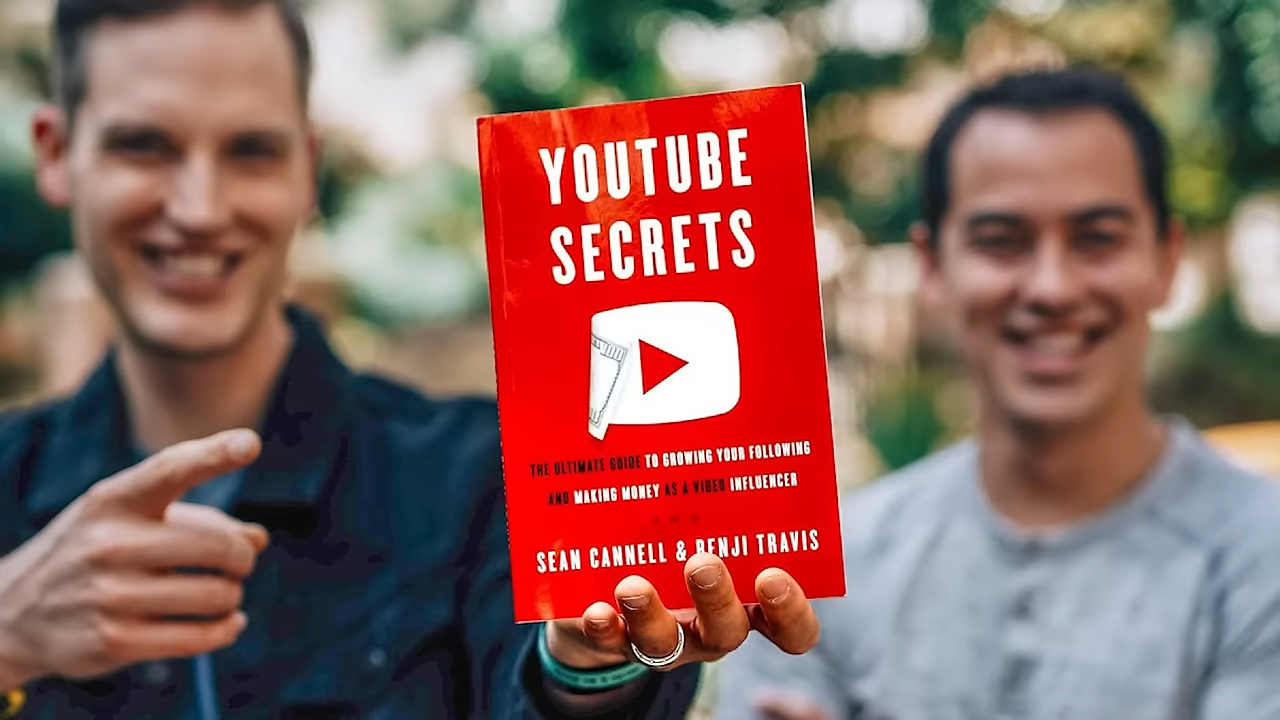 YOUTUBE
SECRETS
THE ULTIMATE GUIDE TO GROWING YOUR FOLLOWING
AND MAKING MONEY AS A VIDEO INFLUENCER
SEAN CANNELL & BENJI TRAVIS